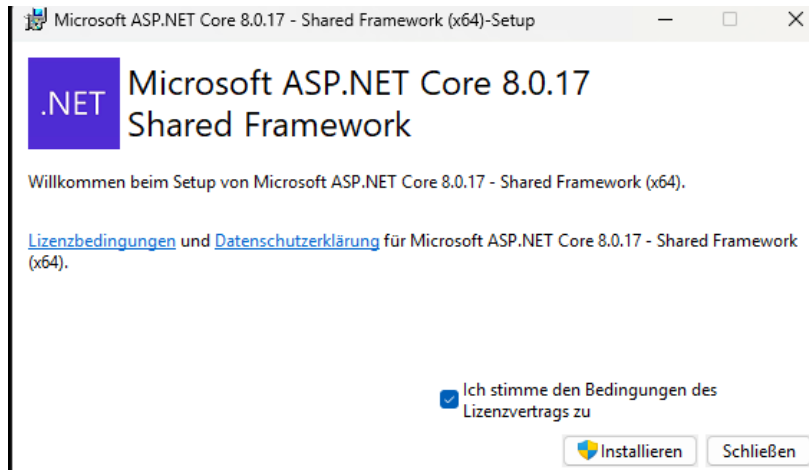 Microsoft ASP.NET Core 8.0.17 - Shared Framework (x64)-Setup
.NET
Microsoft ASP.NET Core 8.0.17
Shared Framework
Willkommen beim Setup von Microsoft ASP.NET Core 8.0.17 - Shared Framework (x64).
Lizenzbedingungen und Datenschutzerklärung für Microsoft ASP.NET Core 8.0.17 - Shared Framework
(x64).
Ich stimme den Bedingungen des
Lizenzvertrags zu
Installieren
Schließen